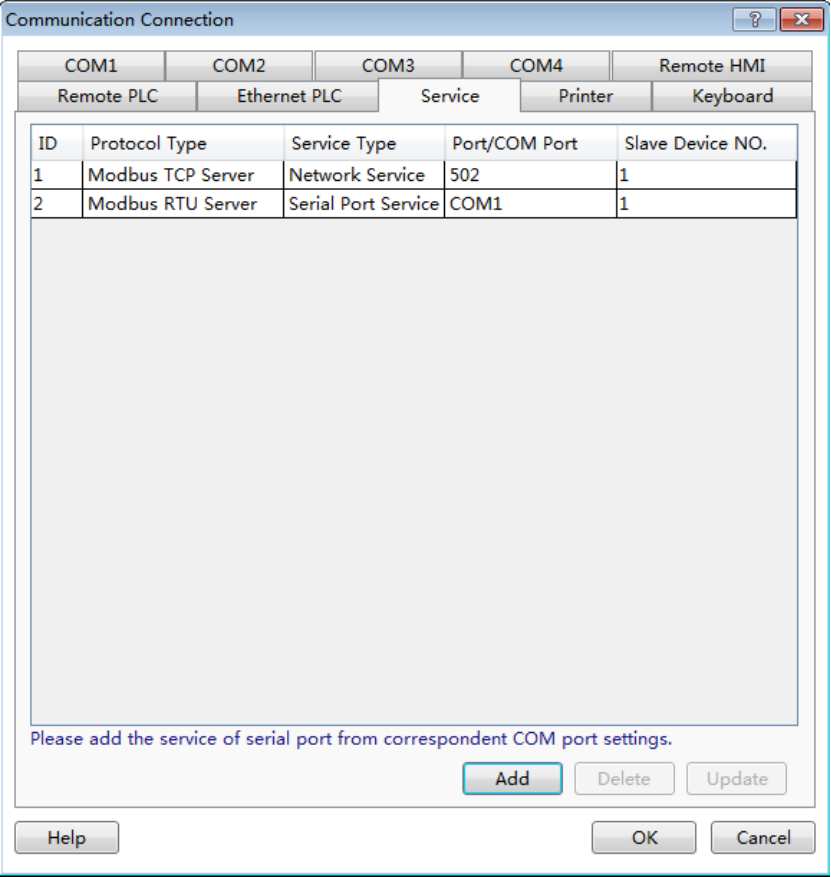 Communication Connection
COM1 COM2 COM3 COM4 Remote HMI
Remote PLC Ethernet PLC Service Printer Keyboard
ID Protocol Type Service Type Port/COM Port Slave Device NO.
1 Modbus TCP Server Network Service 502 1
2 Modbus RTU Server Serial Port Service COM1 1
Please add the service of serial port from correspondent COM port settings.
Add Delete Update
Help OK Cancel